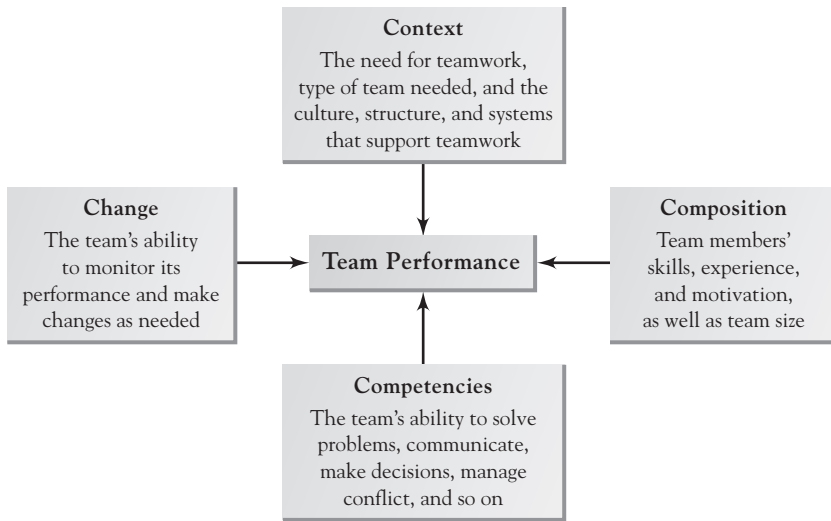 Context
The need for teamwork,
type of team needed, and the
culture, structure, and systems
that support teamwork
Change
The team's ability
to monitor its
performance and make
changes as needed
Team Performance
Composition
Team members'
skills, experience,
and motivation,
as well as team size
Competencies
The team's ability to solve
problems, communicate,
make decisions, manage
conflict, and so on